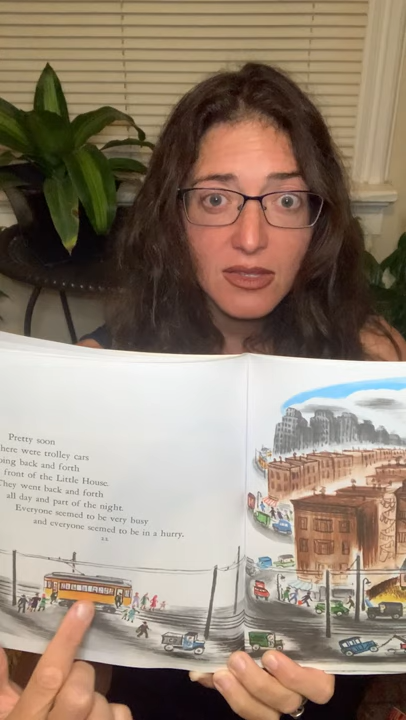 Pretty soon
there were trolley cars
going back and forth
front of the Little House.
They went back and forth
all day and part of the night.
Everyone seemed to be very busy
and everyone seemed to be in a hurry.
22